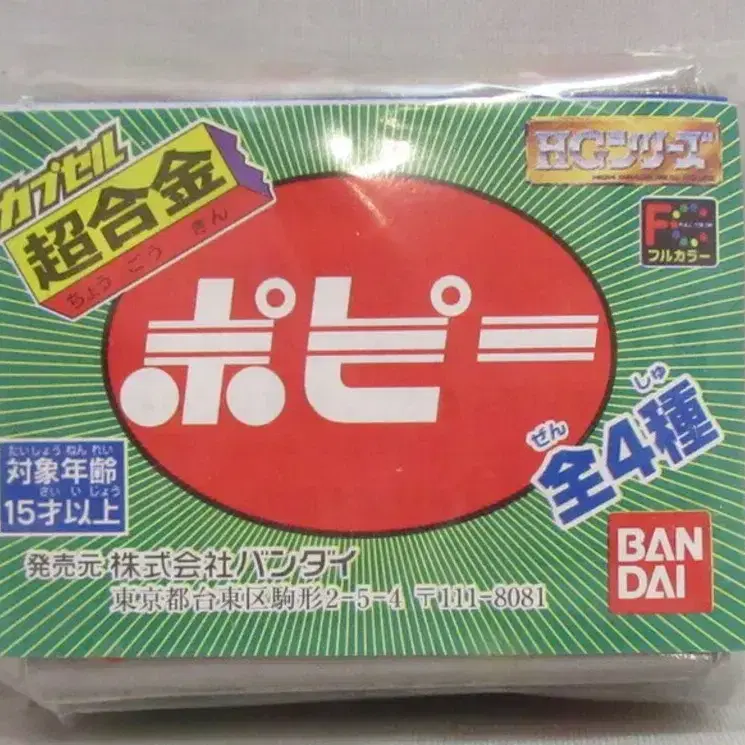 カプセル
超合金
ちょう ごう きん
HGシリーズ
フルカラー
ポピー
ぜん しゅ
全4種
たいしょう ねん れい
対象年齢
さい い じょう
15才以上
BAN
DAI
発売元 株式会社バンダイ
東京都台東区駒形2-5-4 〒111-8081